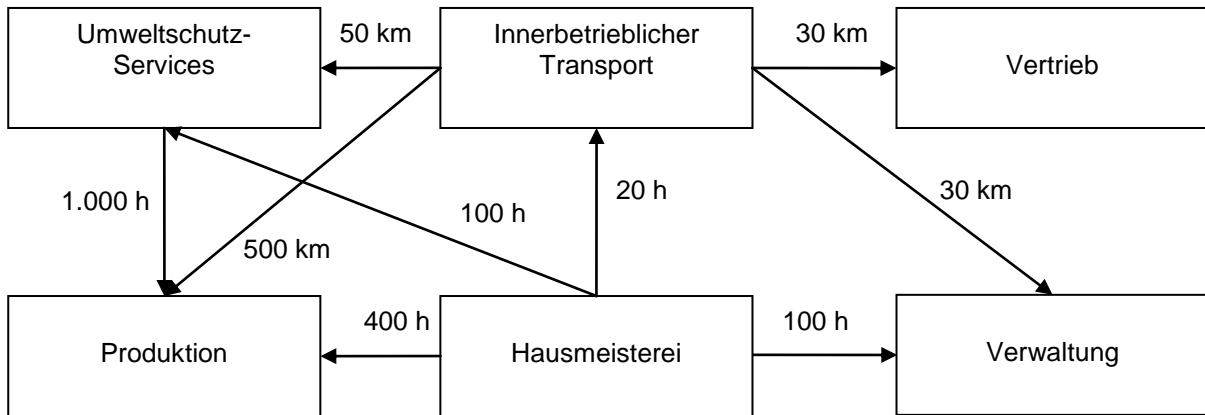 Umweltschutz-
Services
50 km
Innerbetrieblicher
Transport
30 km
Vertrieb
1.000 h
500 km
100 h
20 h
30 km
Produktion
400 h
Hausmeisterei
100 h
Verwaltung